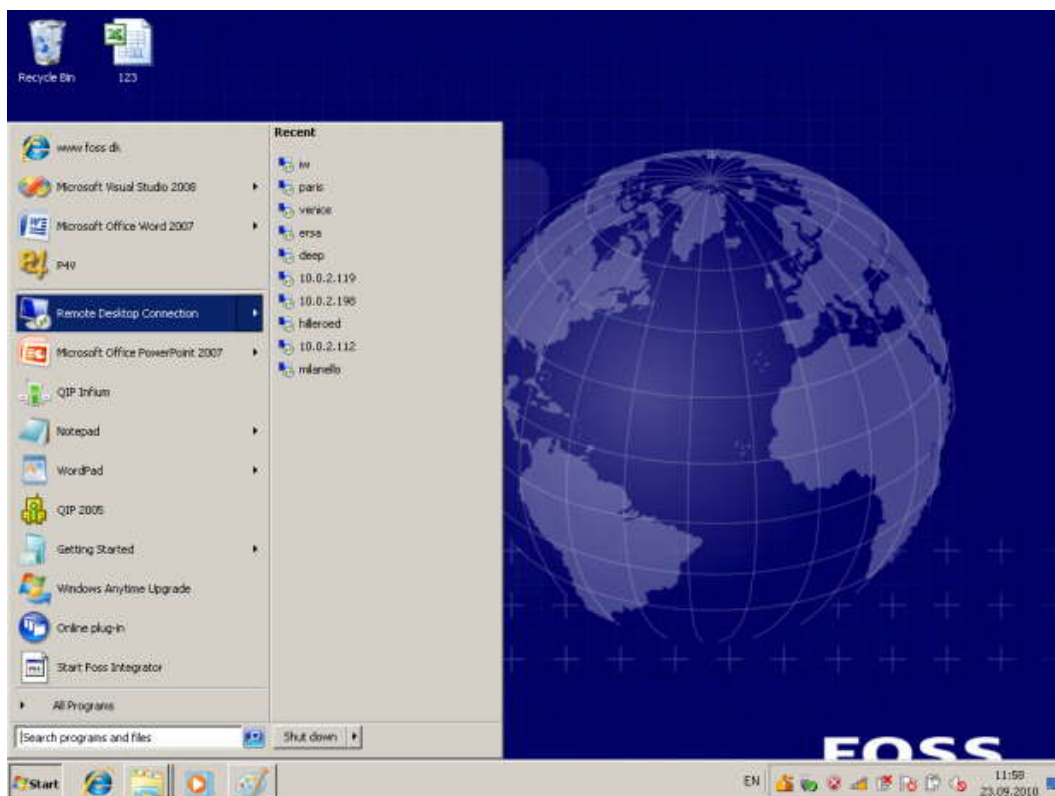 Recycle Bin
123
www foss dk
Microsoft Visual Studio 2008
Microsoft Office Word 2007
P4V
Remote Desktop Connection
Microsoft Office PowerPoint 2007
QIP Infium
Notepad
WordPad
QIP 2005
Getting Started
Windows Anytime Upgrade
Online plug-in
Start Foss Integrator
All Programs
Search programs and files
Shut down
Recent
iw
paris
venice
ersa
deep
10.0.2.119
10.0.2.198
hilleroed
10.0.2.112
milanello
FOSS
Start
EN
11:58
23.09.2010